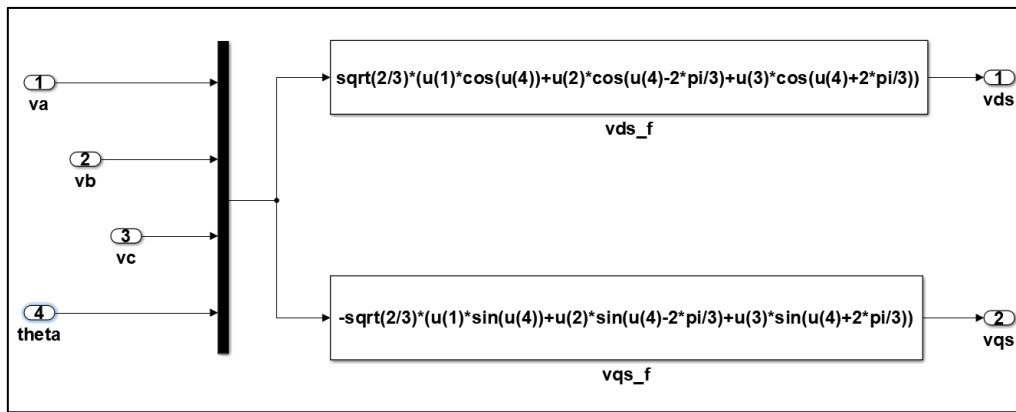 1
va
2
vb
3
vc
4
theta
sqrt(2/3)*(u(1)*cos(u(4))+u(2)*cos(u(4)-2*pi/3)+u(3)*cos(u(4)+2*pi/3))
vds_f
1
vds
-sqrt(2/3)*(u(1)*sin(u(4))+u(2)*sin(u(4)-2*pi/3)+u(3)*sin(u(4)+2*pi/3))
vqs_f
2
vqs